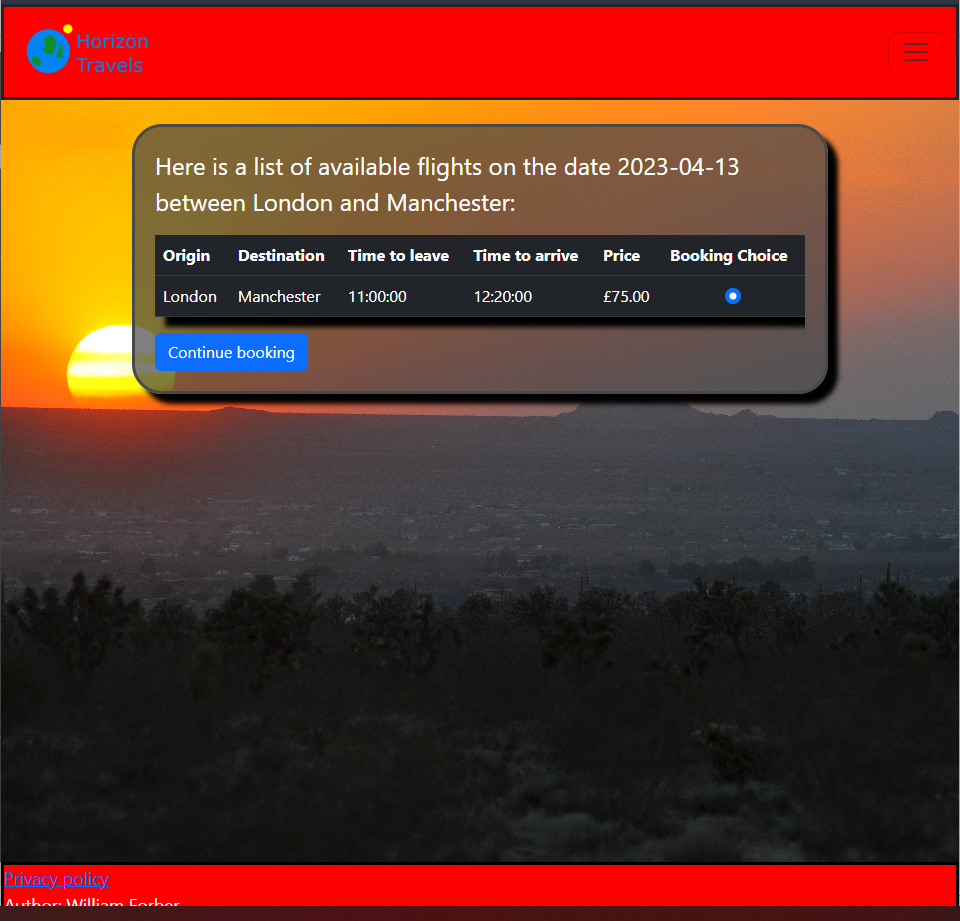 Horizon
Travels
Here is a list of available flights on the date 2023-04-13
between London and Manchester:
Origin Destination Time to leave Time to arrive Price Booking Choice
London Manchester 11:00:00 12:20:00 £75.00
Continue booking
Privacy policy
Author: William Forber